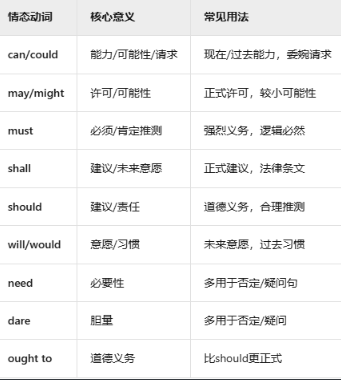 情态动词 核心意义 常见用法
can/could 能力/可能性/请求 现在/过去能力，委婉请求
may/might 许可/可能性 正式许可，较小可能性
must 必须/肯定推测 强烈义务，逻辑必然
shall 建议/未来意愿 正式建议，法律条文
should 建议/责任 道德义务，合理推测
will/would 意愿/习惯 未来意愿，过去习惯
need 必要性 多用于否定/疑问句
dare 胆量 多用于否定/疑问
ought to 道德义务 比should更正式